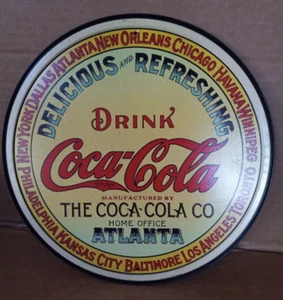 NEW YORK DALLAS ATLANTA NEW ORLEANS CHICAGO HAVANA WINNIPEG
DELICIOUS AND REFRESHING
DRINK
Coca-Cola
MANUFACTURED BY
THE COCA-COLA CO
HOME OFFICE
ATLANTA
PHILADELPHIA KANSAS CITY BALTIMORE LOS ANGELES TORONTO